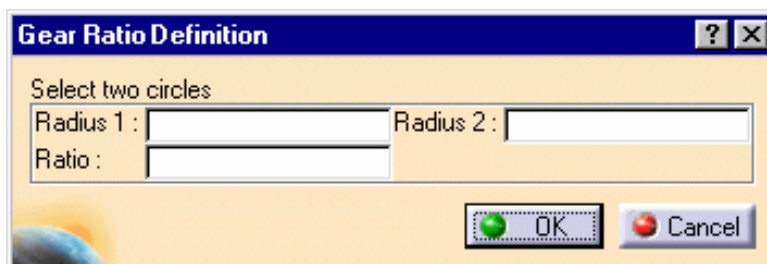 Gear Ratio Definition ? X
Select two circles
Radius 1 : Radius 2 :
Ratio :
OK Cancel